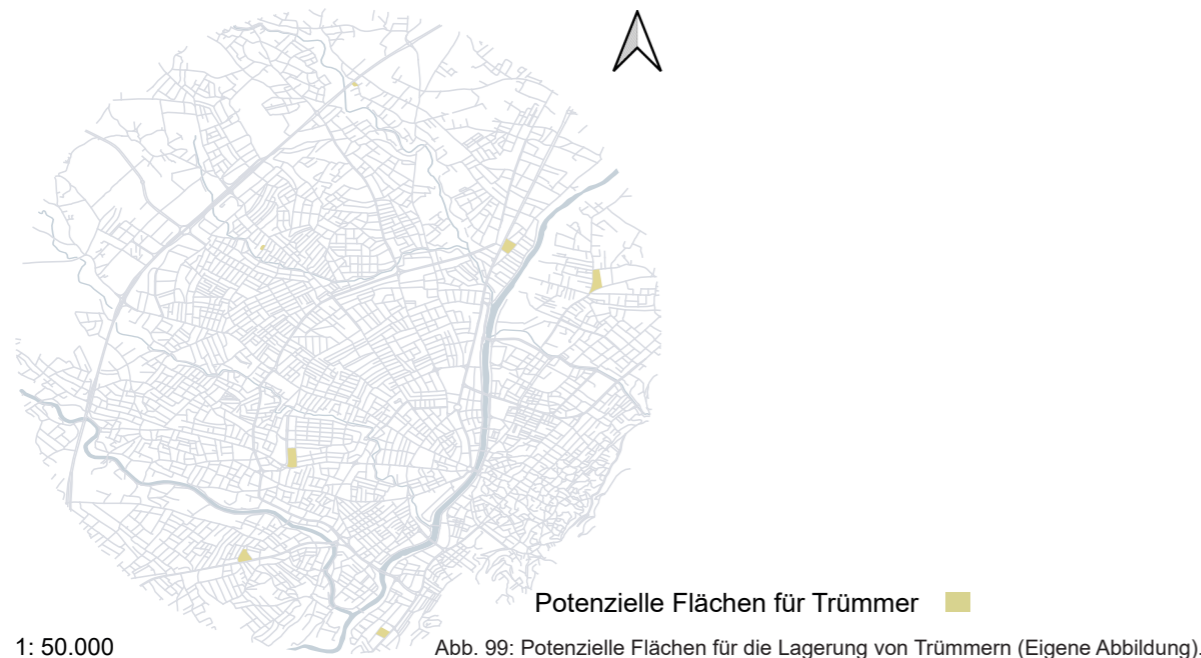 Potenzielle Flächen für Trümmer
1: 50.000
Abb. 99: Potenzielle Flächen für die Lagerung von Trümmern (Eigene Abbildung).